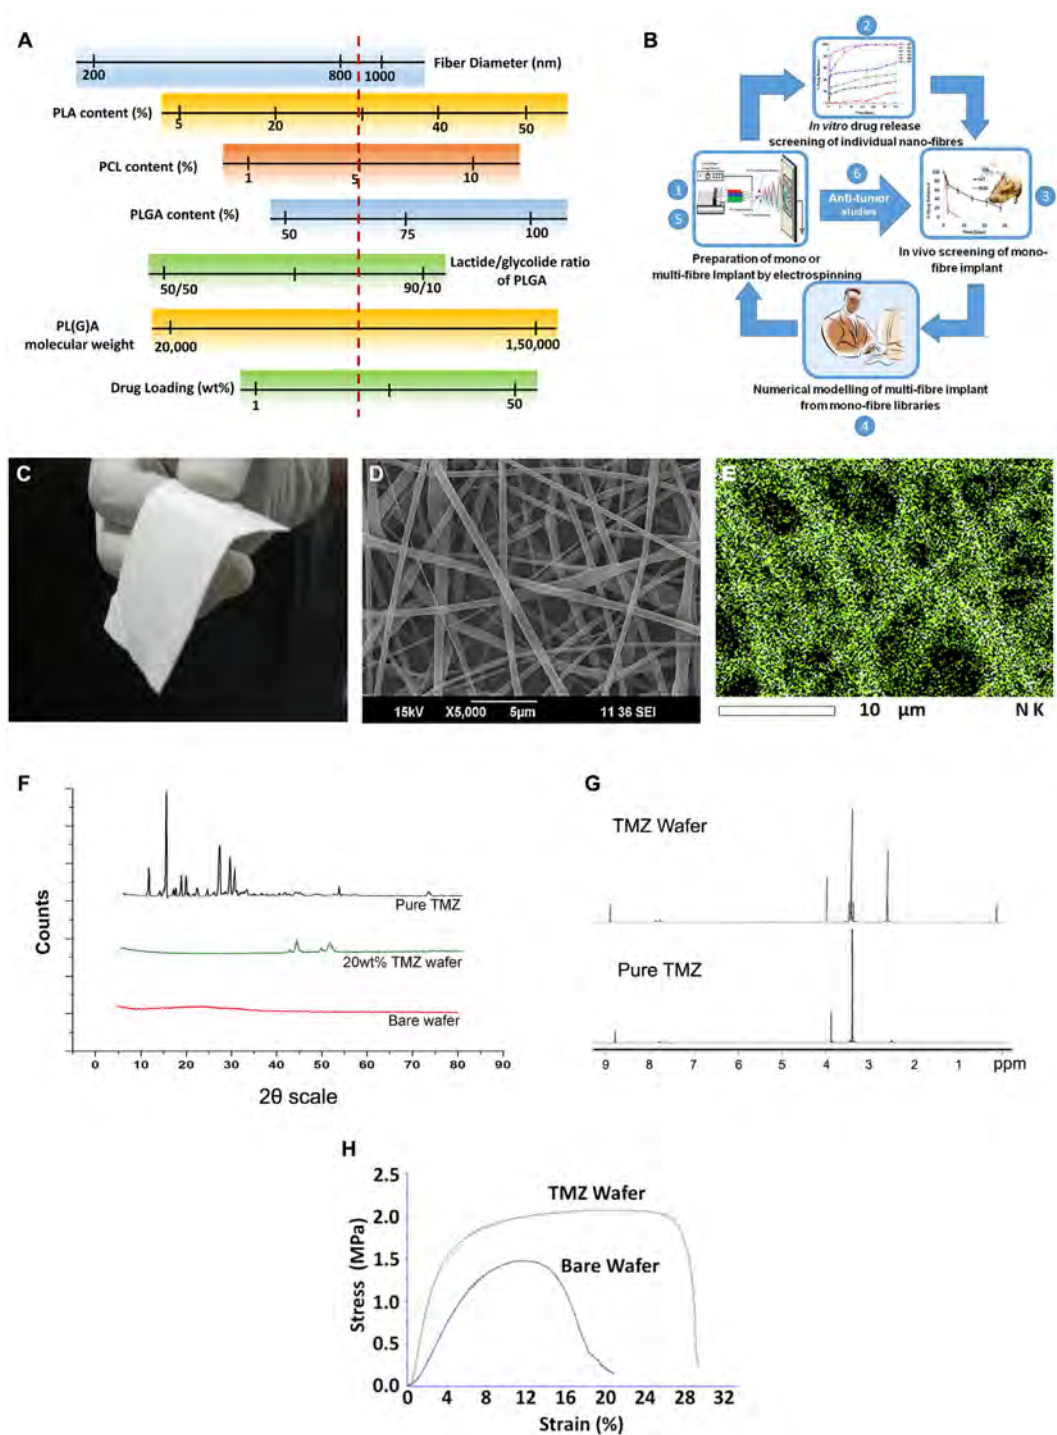 A
200
800
1000
Fiber Diameter (nm)
PLA content (%)
5
20
40
50
PCL content (%)
1
5
10
PLGA content (%)
50
75
100
50/50
90/10
Lactide/glycolide ratio
of PLGA
PL(G)A
molecular weight
20,000
1,50,000
Drug Loading (wt%)
1
50
B
2
In vitro drug release
screening of individual nano-fibres
1
5
6
Anti-tumor
studies
3
Preparation of mono or
multi-fibre Implant by electrospinning
In vivo screening of mono-
fibre implant
Numerical modelling of multi-fibre implant
from mono-fibre libraries
4
C
D
15kV X5,000 5µm 11 36 SEI
E
10 µm N K
F
Counts
Pure TMZ
20wt% TMZ wafer
Bare wafer
0 10 20 30 40 50 60 70 80 90
2θ scale
G
TMZ Wafer
Pure TMZ
9 8 7 6 5 4 3 2 1 ppm
H
Stress (MPa)
2.5
2.0
1.5
1.0
0.5
0.0
TMZ Wafer
Bare Wafer
0 4 8 12 16 20 24 28 32
Strain (%)